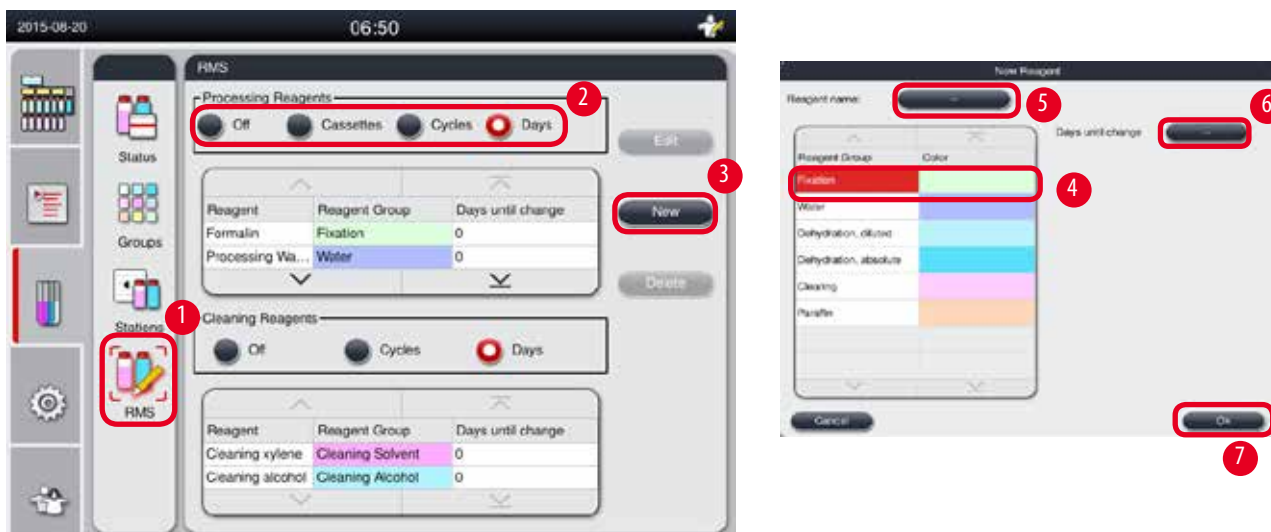 2015-08-20 06:50
RMS
Processing Reagents
2
Off Cassettes Cycles Days
Edit
Status
3
Reagent Reagent Group Days until change
New
Formalin Fixation 0
Groups
Processing Wa... Water 0
Delete
1
Cleaning Reagents
Stations
Off Cycles Days
RMS
Reagent Reagent Group Days until change
Cleaning xylene Cleaning Solvent 0
Cleaning alcohol Cleaning Alcohol 0
New Reagent
Reagent name: --
5
6
Days until change --
Reagent Group Color
Fixation
4
Water
Dehydration, diluted
Dehydration, absolute
Clearing
Paraffin
Cancel
Ok
7